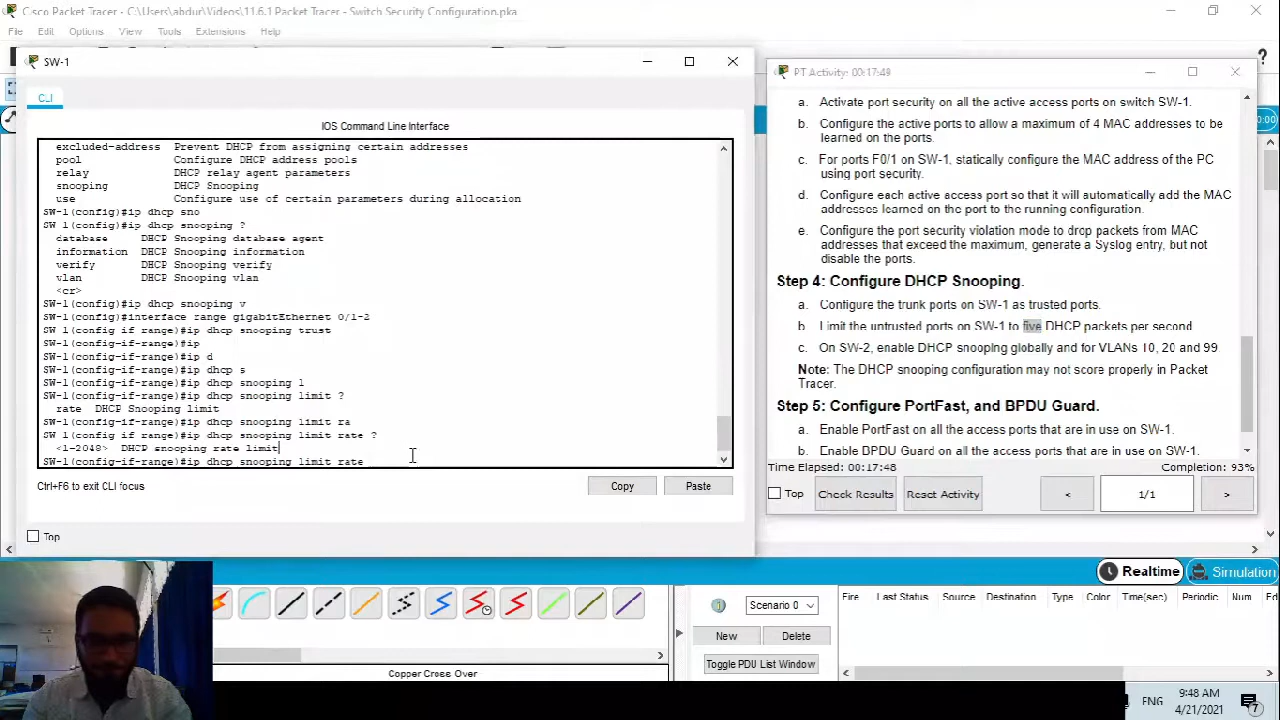 Cisco Packet Tracer - C:\Users\abdur\Videos\11.6.1 Packet Tracer - Switch Security Configuration.pka
File Edit Options View Tools Extensions Help
SW-1
CLI
IOS Command Line Interface
excluded-address Prevent DHCP from assigning certain addresses
pool Configure DHCP address pools
relay DHCP relay agent parameters
snooping DHCP Snooping
use Configure use of certain parameters during allocation
SW-1(config)#ip dhcp sno
SW-1(config)#ip dhcp snooping ?
database DHCP Snooping database agent
information DHCP Snooping information
verify DHCP snooping verify
vlan DHCP Snooping vlan
<cr>
SW-1(config)#ip dhcp snooping v
SW-1(config)#interface range gigabitEthernet 0/1-2
SW-1(config-if-range)#ip dhcp snooping trust
SW-1(config-if-range)#ip
SW-1(config-if-range)#ip d
SW-1(config-if-range)#ip dhcp s
SW-1(config-if-range)#ip dhcp snooping l
SW-1(config-if-range)#ip dhcp snooping limit ?
rate DHCP Snooping limit
SW-1(config-if-range)#ip dhcp snooping limit ra
SW-1(config-if-range)#ip dhcp snooping limit rate ?
<1-2048> DHCP snooping rate limit
SW-1(config-if-range)#ip dhcp snooping limit rate
Ctrl+F6 to exit CLI focus
Copy
Paste
Top
PT Activity: 00:17:49
a. Activate port security on all the active access ports on switch SW-1.
b. Configure the active ports to allow a maximum of 4 MAC addresses to be
learned on the ports.
c. For ports F0/1 on SW-1, statically configure the MAC address of the PC
using port security.
d. Configure each active access port so that it will automatically add the MAC
addresses learned on the port to the running configuration.
e. Configure the port security violation mode to drop packets from MAC
addresses that exceed the maximum, generate a Syslog entry, but not
disable the ports.
Step 4: Configure DHCP Snooping.
a. Configure the trunk ports on SW-1 as trusted ports.
b. Limit the untrusted ports on SW-1 to five DHCP packets per second.
c. On SW-2, enable DHCP snooping globally and for VLANs 10, 20 and 99.
Note: The DHCP snooping configuration may not score properly in Packet
Tracer.
Step 5: Configure PortFast, and BPDU Guard.
a. Enable PortFast on all the access ports that are in use on SW-1.
b. Enable BPDU Guard on all the access ports that are in use on SW-1.
Time Elapsed: 00:17:48
Completion: 93%
Top
Check Results
Reset Activity
<
1/1
>
Realtime
Simulation
Scenario 0
New
Delete
Toggle PDU List Window
Fire Last Status Source Destination Type Color Time(sec) Periodic Num Ed
Copper Cross Over
ENG
9:48 AM
4/21/2021
7